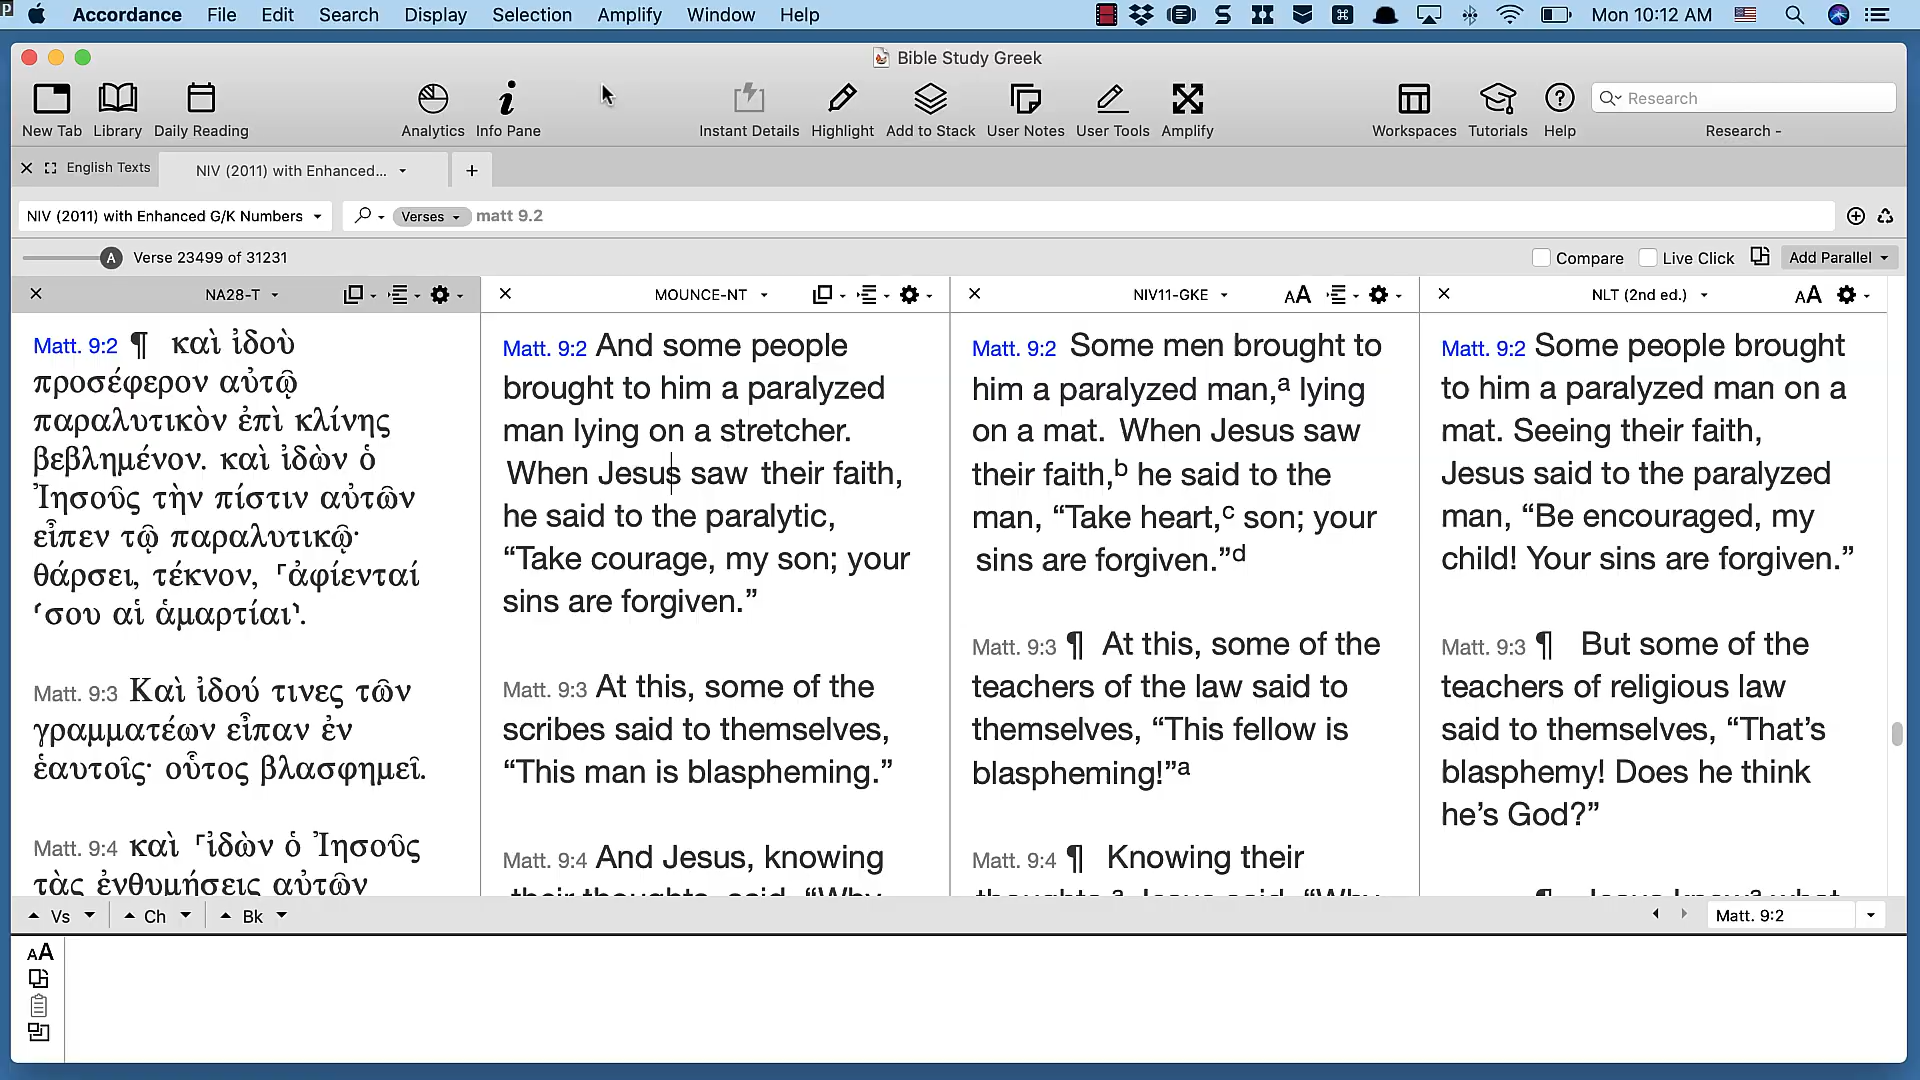 Accordance File Edit Search Display Selection Amplify Window Help Mon 10:12 AM
Bible Study Greek
New Tab Library Daily Reading Analytics Info Pane Instant Details Highlight Add to Stack User Notes User Tools Amplify Workspaces Tutorials Help Research
Research
English Texts NIV (2011) with Enhanced... +
NIV (2011) with Enhanced G/K Numbers Verses matt 9.2
A Verse 23499 of 31231 Compare Live Click Add Parallel
NA28-T
Matt. 9:2 ¶ καὶ ἰδοὺ
προσέφερον αὐτῷ
παραλυτικὸν ἐπὶ κλίνης
βεβλημένον. καὶ ἰδὼν ὁ
Ἰησοῦς τὴν πίστιν αὐτῶν
εἶπεν τῷ παραλυτικῷ·
θάρσει, τέκνον, ⸀ἀφίενταί
⸂σου αἱ ἁμαρτίαι⸃.
Matt. 9:3 Καὶ ἰδού τινες τῶν
γραμματέων εἶπαν ἐν
ἑαυτοῖς· οὗτος βλασφημεῖ.
Matt. 9:4 καὶ ⸀ἰδὼν ὁ Ἰησοῦς
τὰς ἐνθυμήσεις αὐτῶν
MOUNCE-NT
Matt. 9:2 And some people
brought to him a paralyzed
man lying on a stretcher.
When Jesus saw their faith,
he said to the paralytic,
“Take courage, my son; your
sins are forgiven.”
Matt. 9:3 At this, some of the
scribes said to themselves,
“This man is blaspheming.”
Matt. 9:4 And Jesus, knowing
their thoughts, said, “Why
NIV11-GKE AA
Matt. 9:2 Some men brought to
him a paralyzed man,a lying
on a mat. When Jesus saw
their faith,b he said to the
man, “Take heart,c son; your
sins are forgiven.”d
Matt. 9:3 ¶ At this, some of the
teachers of the law said to
themselves, “This fellow is
blaspheming!”a
Matt. 9:4 ¶ Knowing their
thoughts,a Jesus said, “Why
NLT (2nd ed.) AA
Matt. 9:2 Some people brought
to him a paralyzed man on a
mat. Seeing their faith,
Jesus said to the paralyzed
man, “Be encouraged, my
child! Your sins are forgiven.”
Matt. 9:3 ¶ But some of the
teachers of religious law
said to themselves, “That’s
blasphemy! Does he think
he’s God?”
¶ Jesus knew what
Vs Ch Bk Matt. 9:2
AA